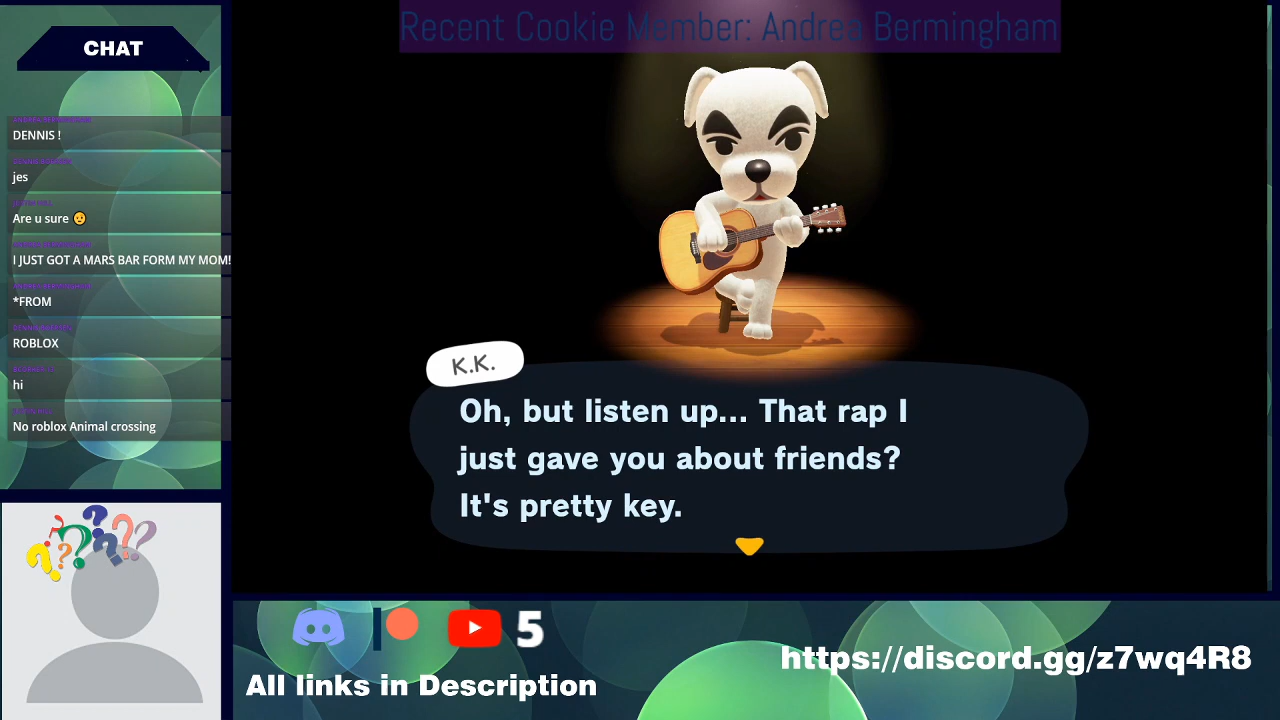 Recent Cookie Member: Andrea Bermingham
CHAT
DENNIS !
jes
Are u sure 🫡
I JUST GOT A MARS BAR FORM MY MOM!
*FROM
ROBLOX
hi
No roblox Animal crossing
K.K.
Oh, but listen up... That rap I
just gave you about friends?
It's pretty key.
5
https://discord.gg/z7wq4R8
All links in Description